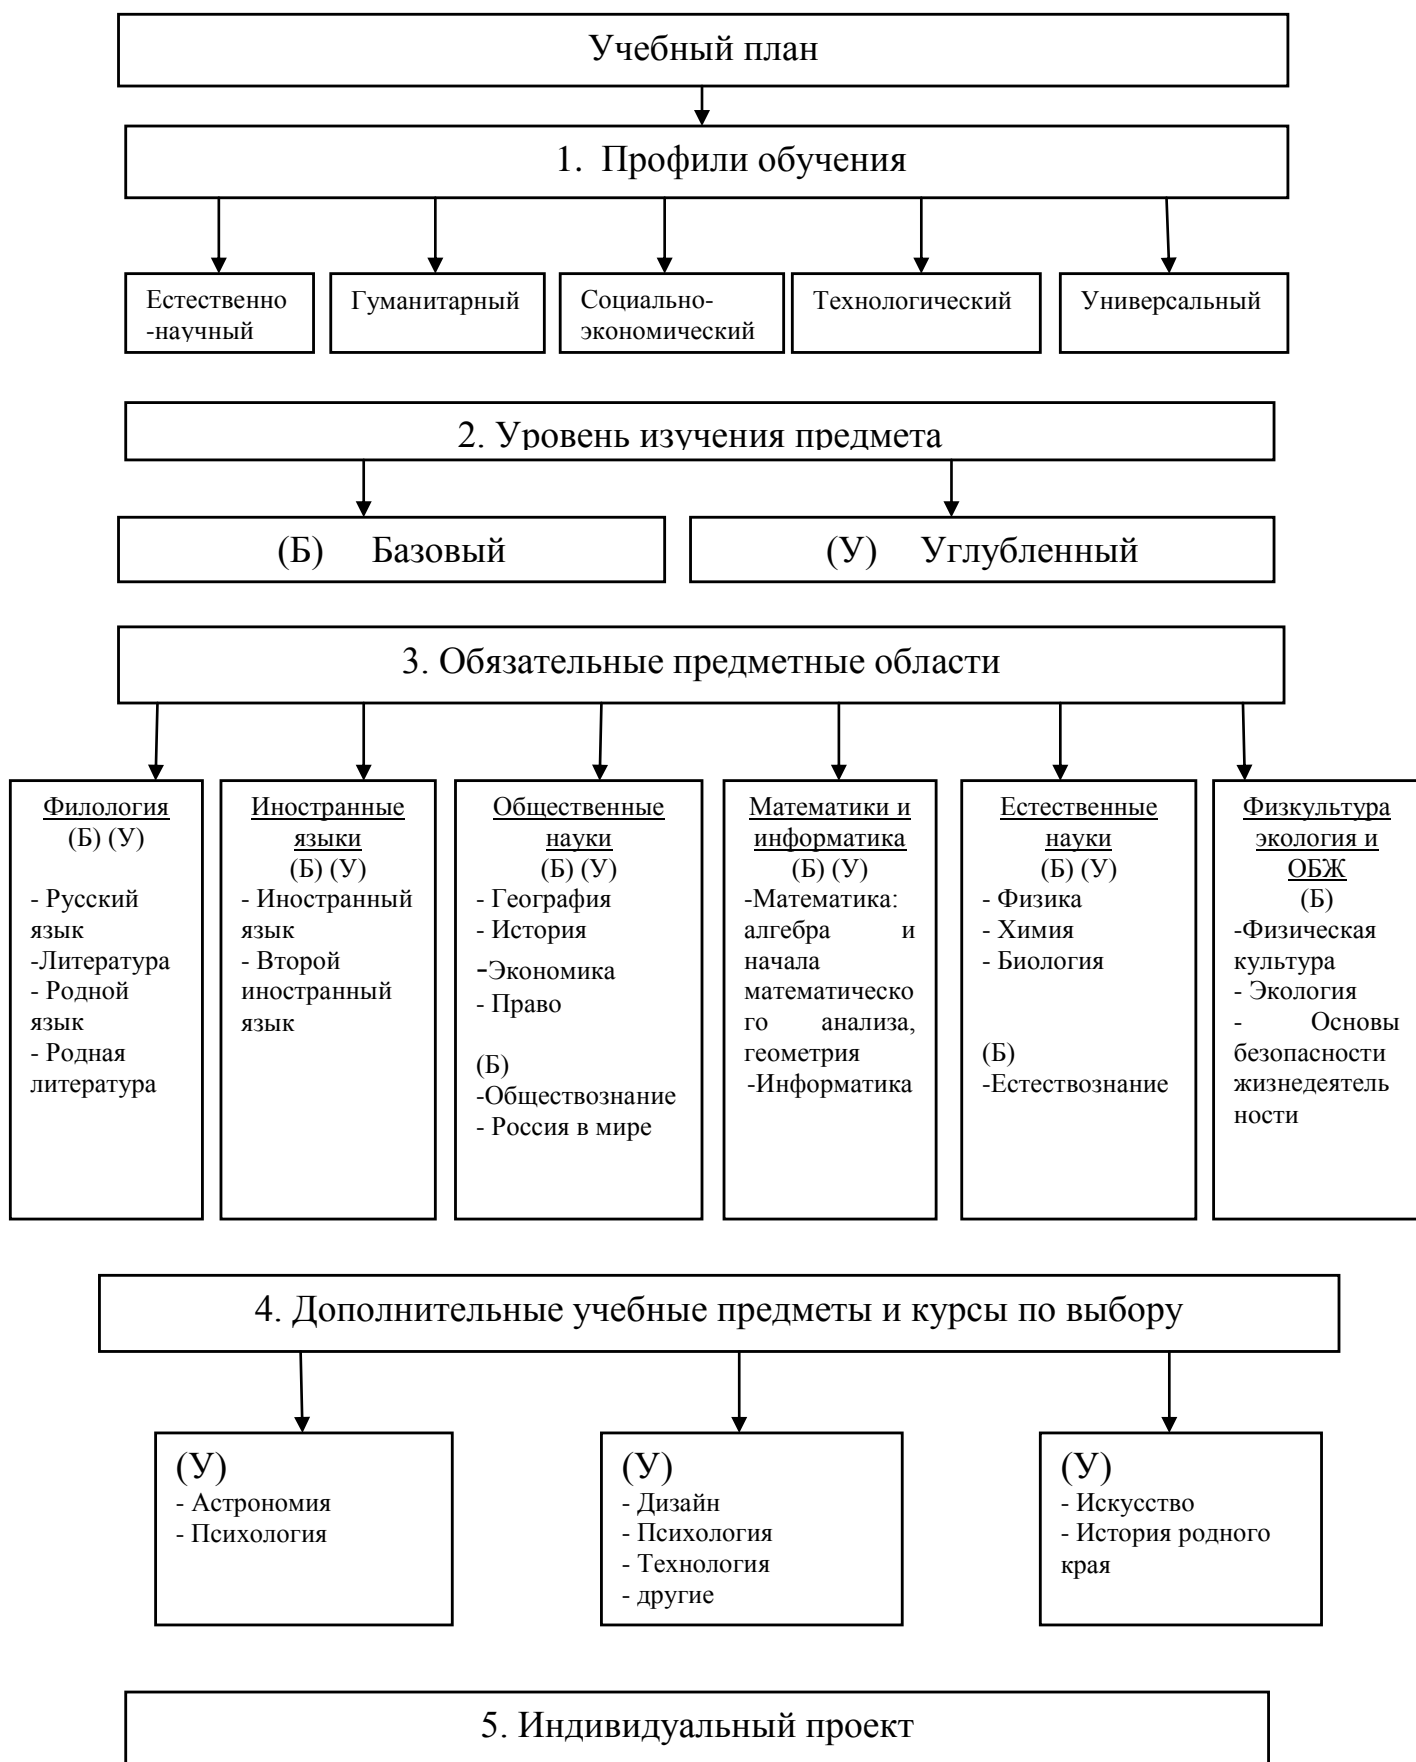 Учебный план
1. Профили обучения
Естественно
-научный
Гуманитарный
Социально-
экономический
Технологический
Универсальный
2. Уровень изучения предмета
(Б) Базовый
(У) Углубленный
3. Обязательные предметные области
Филология
(Б) (У)
- Русский
язык
-Литература
- Родной
язык
- Родная
литература
Иностранные
языки
(Б) (У)
- Иностранный
язык
- Второй
иностранный
язык
Общественные
науки
(Б) (У)
- География
- История
-Экономика
- Право
(Б)
-Обществознание
- Россия в мире
Математики и
информатика
(Б) (У)
-Математика:
алгебра и
начала
математическо
го анализа,
геометрия
-Информатика
Естественные
науки
(Б) (У)
- Физика
- Химия
- Биология
(Б)
-Естествознание
Физкультура
экология и
ОБЖ
(Б)
-Физическая
культура
- Экология
- Основы
безопасности
жизнедеятель
ности
4. Дополнительные учебные предметы и курсы по выбору
(У)
- Астрономия
- Психология
(У)
- Дизайн
- Психология
- Технология
- другие
(У)
- Искусство
- История родного
края
5. Индивидуальный проект